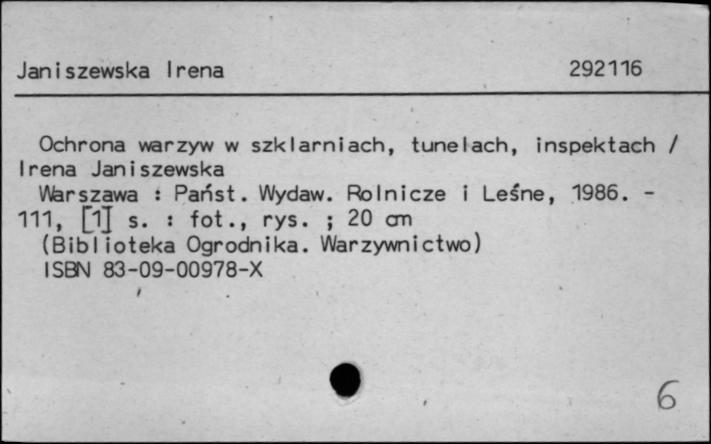 Janiszewska Irena 292116
Ochrona warzyw w szklarniach, tunelach, inspektach /
Irena Janiszewska
Warszawa : Państ. Wydaw. Rolnicze i Leśne, 1986. -
111, [1] s. : fot., rys. ; 20 cm
(Biblioteka Ogrodnika. Warzywnictwo)
ISBN 83-09-00978-X
6